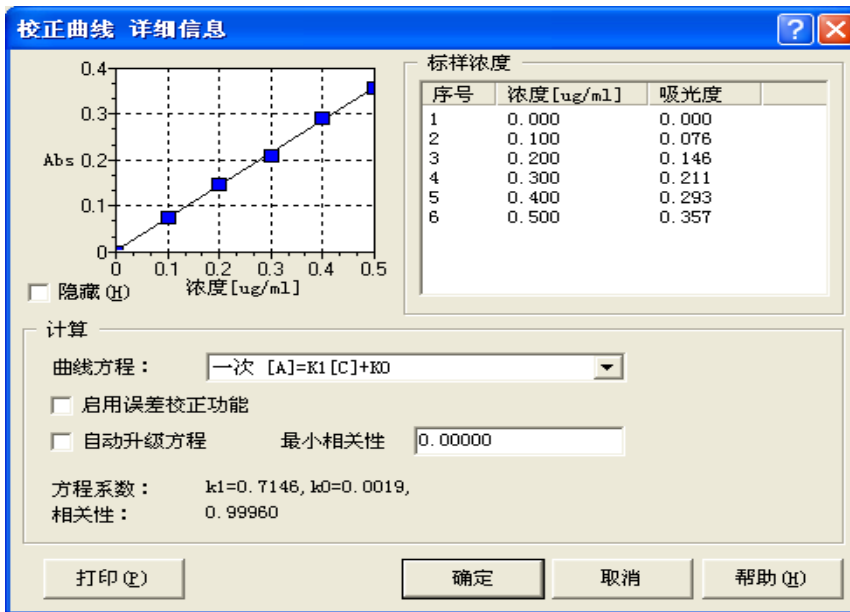 校正曲线 详细信息
0.4
0.3
Abs 0.2
0.1
0
0 0.1 0.2 0.3 0.4 0.5
浓度[ug/ml]
隐藏(H)
标样浓度
序号 浓度[ug/ml] 吸光度
1 0.000 0.000
2 0.100 0.076
3 0.200 0.146
4 0.300 0.211
5 0.400 0.293
6 0.500 0.357
计算
曲线方程：
一次 [A]=K1[C]+K0
启用误差校正功能
自动升级方程 最小相关性 0.00000
方程系数： k1=0.7146,k0=0.0019,
相关性： 0.99960
打印(P) 确定 取消 帮助(H)